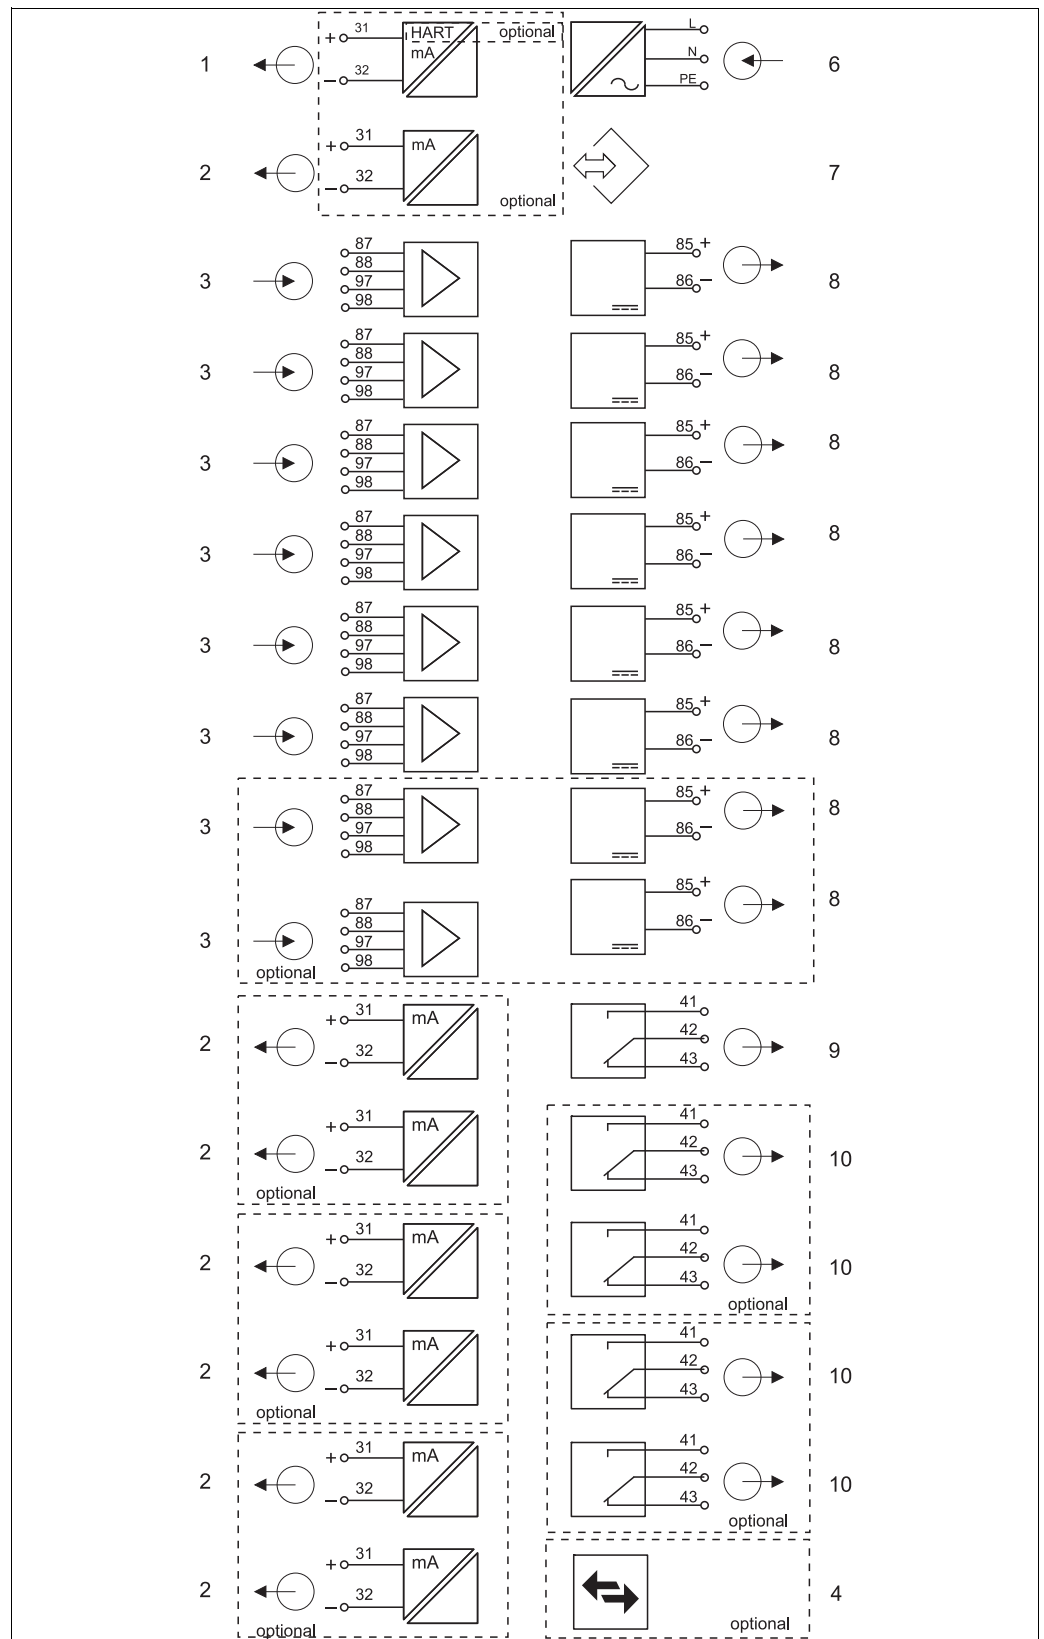 1 + 31 HART optional L 6
mA N
− 32 PE
2 + 31 mA 7
− 32
optional
3 87 85 + 8
88
97 86 −
98
3 87 85 + 8
88
97 86 −
98
3 87 85 + 8
88
97 86 −
98
3 87 85 + 8
88
97 86 −
98
3 87 85 + 8
88
97 86 −
98
3 87 85 + 8
88
97 86 −
98
3 87 85 + 8
88
97 86 −
98
85 + 8
3 87
88 86 −
97
98
optional
2 + 31 mA 41 9
− 32 42
43
2 + 31 mA 41 10
− 32 42
43
optional
2 + 31 mA 41 10
− 32 42
43
optional
2 + 31 mA 41 10
− 32 42
43
optional
2 + 31 mA 41 10
− 32 42
43
optional
2 + 31 mA 4
− 32
optional optional